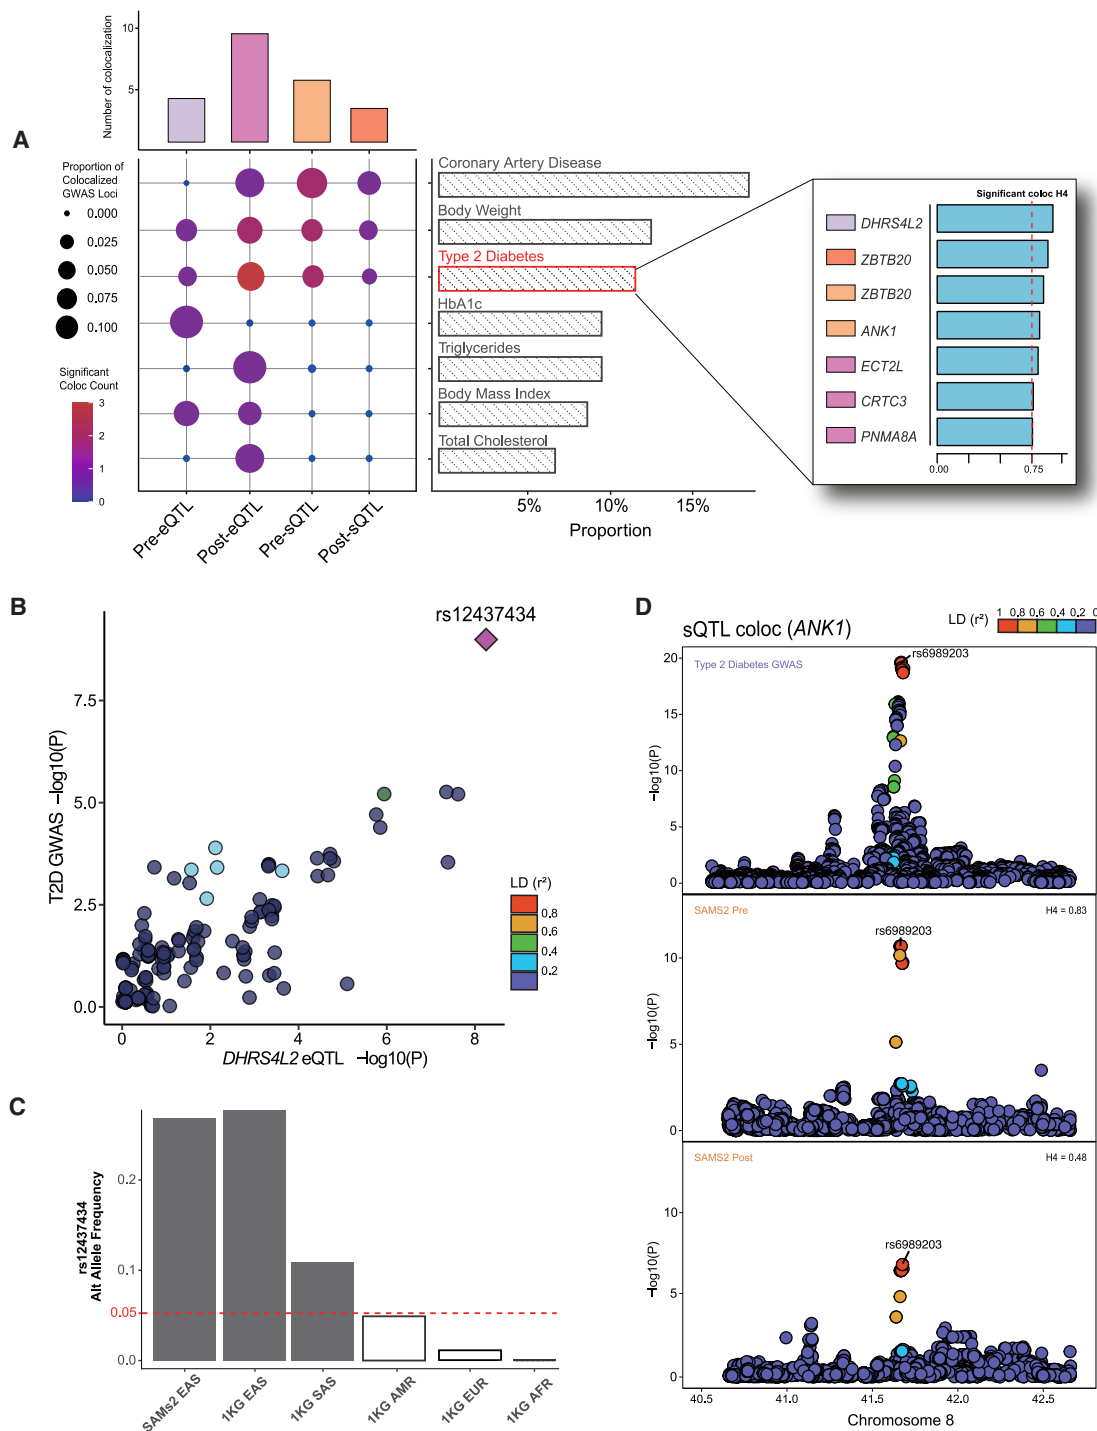 A
Number of colocalization
10
5
Proportion of
Colocalized
GWAS Loci
0.000
0.025
0.050
0.075
0.100
Significant
Coloc Count
3
2
1
0
Pre-eQTL
Post-eQTL
Pre-sQTL
Post-sQTL
Coronary Artery Disease
Body Weight
Type 2 Diabetes
HbA1c
Triglycerides
Body Mass Index
Total Cholesterol
5%
10%
15%
Proportion
Significant coloc H4
DHRS4L2
ZBTB20
ZBTB20
ANK1
ECT2L
CRTC3
PNMA8A
0.00
0.75
B
rs12437434
T2D GWAS −log10(P)
7.5
5.0
2.5
0.0
0
2
4
6
8
DHRS4L2 eQTL −log10(P)
LD (r²)
0.8
0.6
0.4
0.2
C
rs12437434
Alt Allele Frequency
0.2
0.1
0.05
0.0
SAMs2 EAS
1KG EAS
1KG SAS
1KG AMR
1KG EUR
1KG AFR
D
sQTL coloc (ANK1)
LD (r²)
1 0.8 0.6 0.4 0.2 0
Type 2 Diabetes GWAS
rs6989203
−log10(P)
20
15
10
5
0
SAMS2 Pre
H4 = 0.83
rs6989203
−log10(P)
10
5
0
SAMS2 Post
H4 = 0.48
rs6989203
−log10(P)
10
5
0
40.5
41.0
41.5
42.0
42.5
Chromosome 8